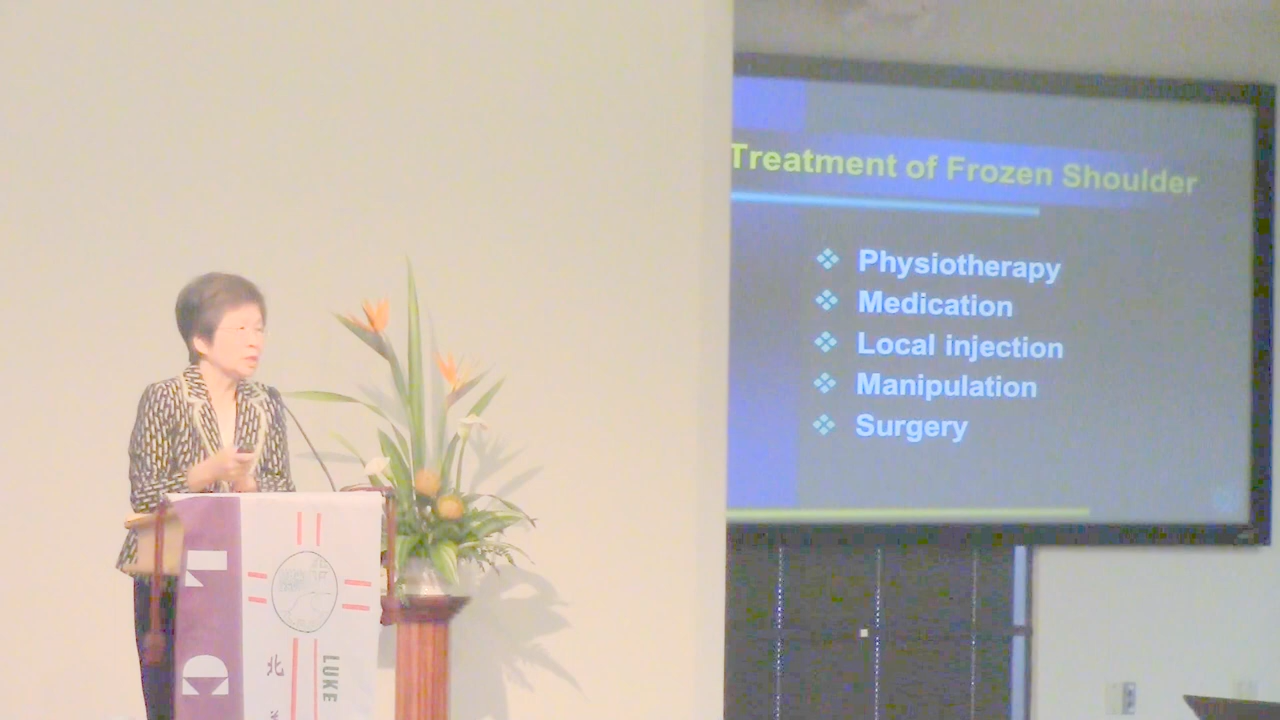 Treatment of Frozen Shoulder
Physiotherapy
Medication
Local injection
Manipulation
Surgery
LUKE
北